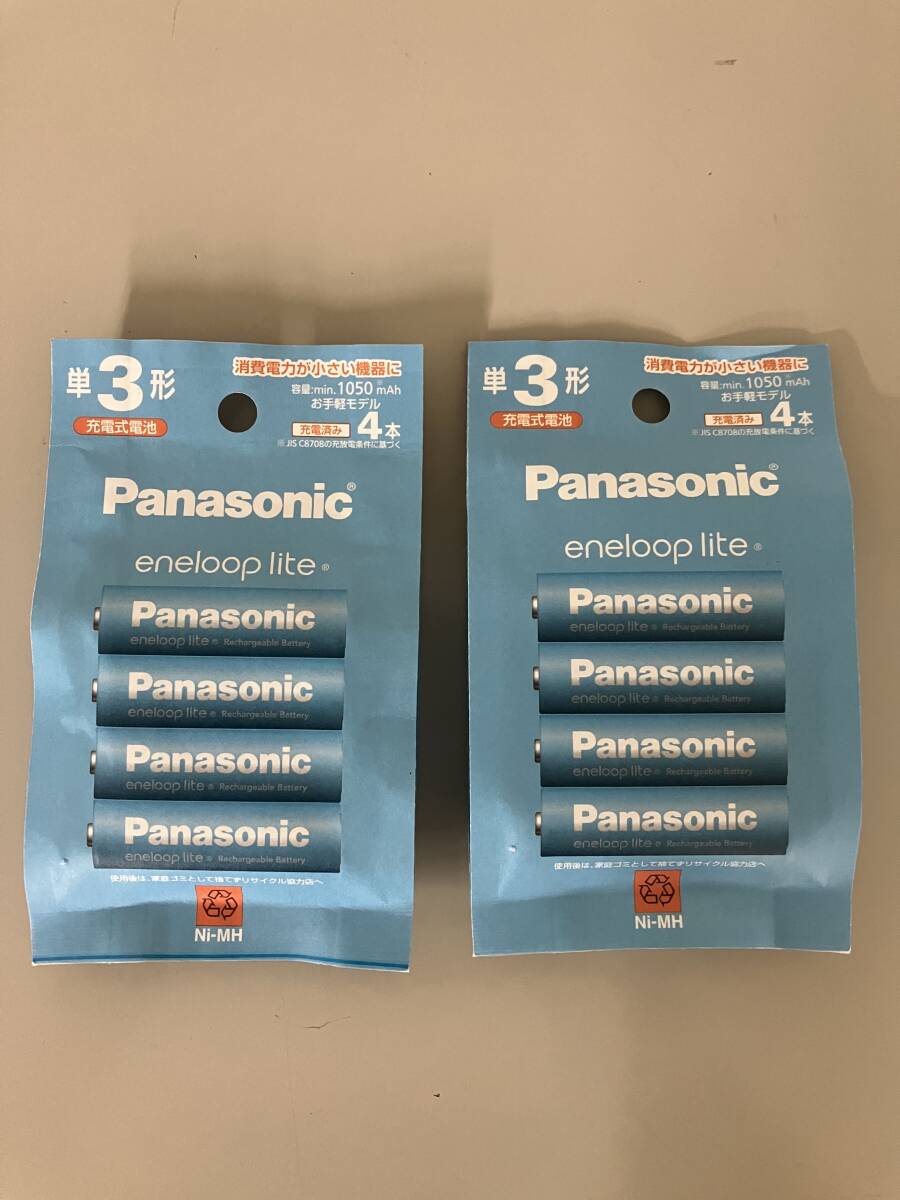 単3形
充電式電池
消費電力が小さい機器に
容量:min.1050※mAh
お手軽モデル
充電済み 4本
※JIS C8708の充放電条件に基づく
Panasonic®
eneloop lite®
Panasonic
eneloop lite® Rechargeable Battery
Panasonic
eneloop lite® Rechargeable Battery
Panasonic
eneloop lite® Rechargeable Battery
Panasonic
eneloop lite® Rechargeable Battery
使用後は、家庭ゴミとして捨てずリサイクル協力店へ
Ni-MH
単3形
充電式電池
消費電力が小さい機器に
容量:min.1050※mAh
お手軽モデル
充電済み 4本
※JIS C8708の充放電条件に基づく
Panasonic®
eneloop lite®
Panasonic
eneloop lite® Rechargeable Battery
Panasonic
eneloop lite® Rechargeable Battery
Panasonic
eneloop lite® Rechargeable Battery
Panasonic
eneloop lite® Rechargeable Battery
使用後は、家庭ゴミとして捨てずリサイクル協力店へ
Ni-MH